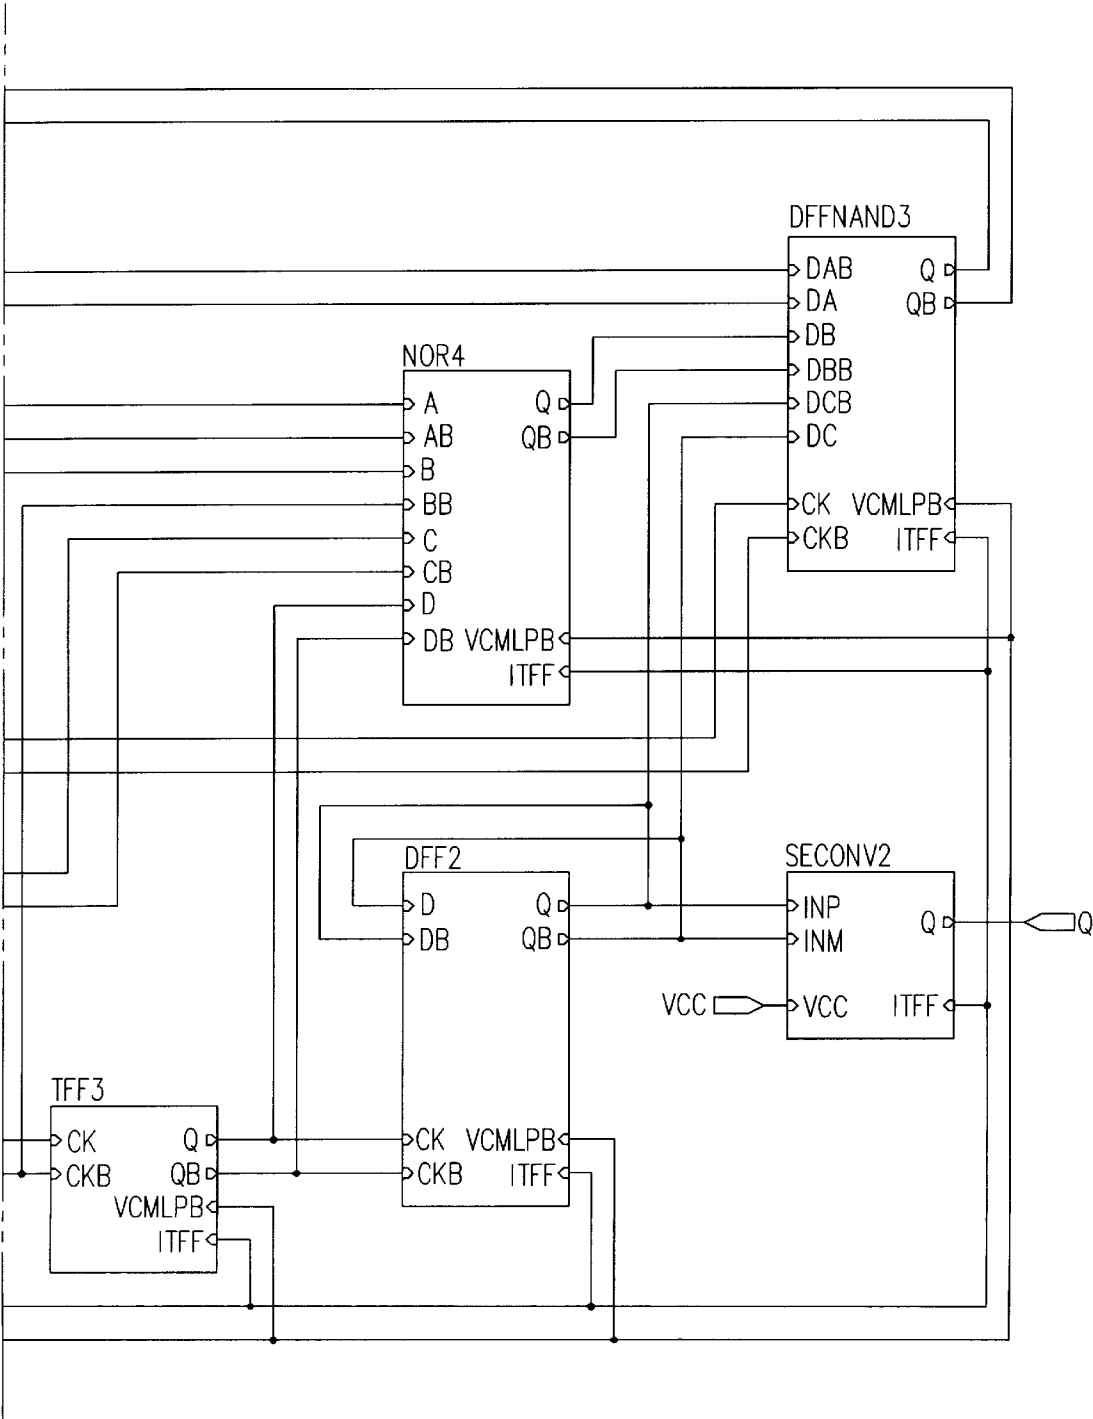 DFFNAND3
DAB Q
DA QB
DB
DBB
DCB
DC
CK VCMLPB
CKB ITFF
NOR4
A Q
AB QB
B
BB
C
CB
D
DB VCMLPB
ITFF
DFF2
D Q
DB QB
CK VCMLPB
CKB ITFF
SECONV2
INP Q Q
INM
VCC VCC ITFF
TFF3
CK Q
CKB QB
VCMLPB
ITFF